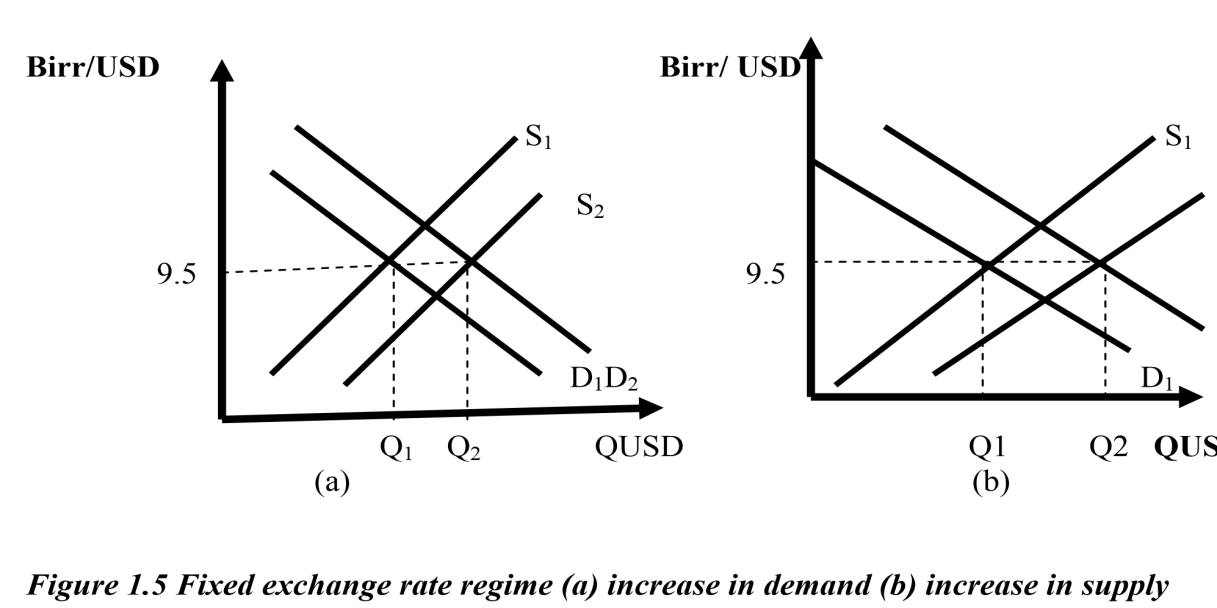 Birr/USD
S₁
S₂
9.5
D₁D₂
Q₁ Q₂ QUSD
(a)
Birr/ USD
S₁
9.5
D₁
Q1 Q2 QUS
(b)
Figure 1.5 Fixed exchange rate regime (a) increase in demand (b) increase in supply